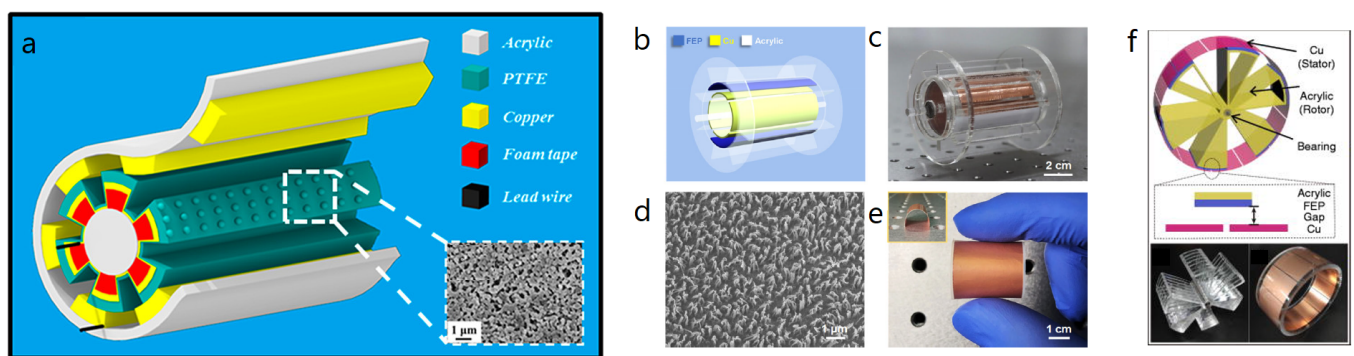 a
Acrylic
PTFE
Copper
Foam tape
Lead wire
1 μm
b
FEP Cu Acrylic
c
2 cm
d
1 μm
e
1 cm
f
Cu
(Stator)
Acrylic
(Rotor)
Bearing
Acrylic
FEP
Gap
Cu